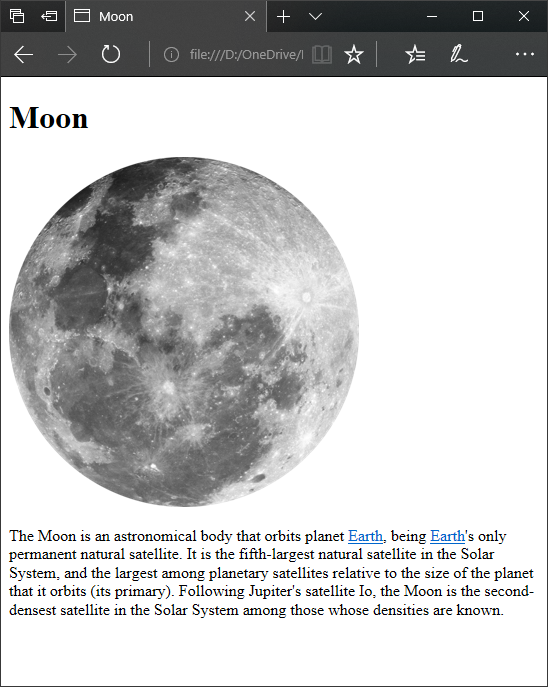 Moon
file:///D:/OneDrive/
Moon
The Moon is an astronomical body that orbits planet Earth, being Earth's only
permanent natural satellite. It is the fifth-largest natural satellite in the Solar
System, and the largest among planetary satellites relative to the size of the planet
that it orbits (its primary). Following Jupiter's satellite Io, the Moon is the second-
densest satellite in the Solar System among those whose densities are known.